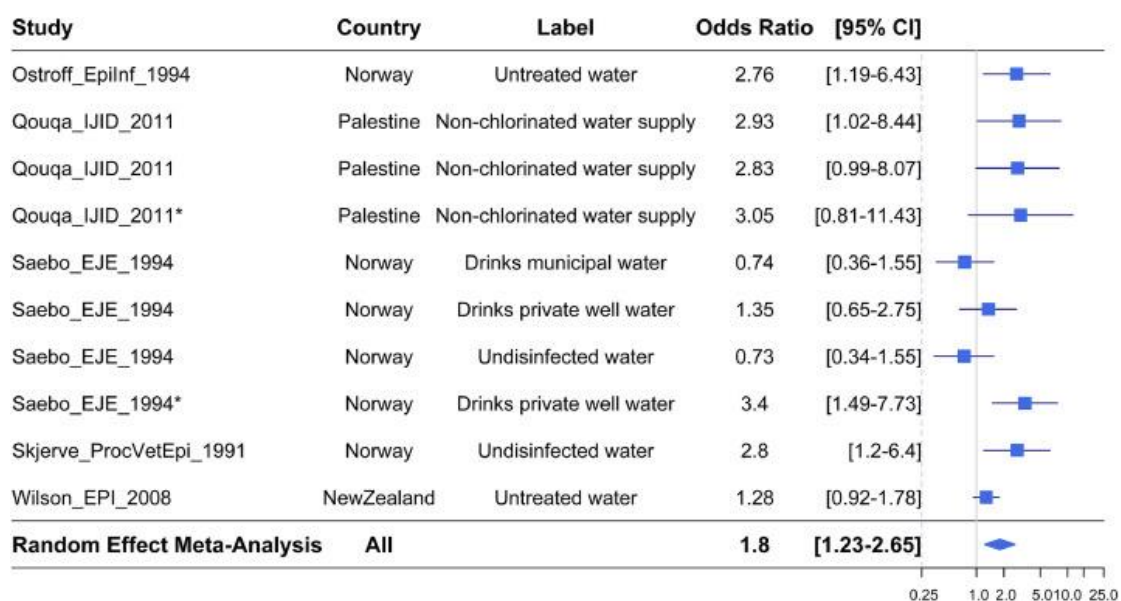 Study Country Label Odds Ratio [95% CI]
Ostroff_EpiInf_1994 Norway Untreated water 2.76 [1.19-6.43]
Qouqa_IJID_2011 Palestine Non-chlorinated water supply 2.93 [1.02-8.44]
Qouqa_IJID_2011 Palestine Non-chlorinated water supply 2.83 [0.99-8.07]
Qouqa_IJID_2011* Palestine Non-chlorinated water supply 3.05 [0.81-11.43]
Saebo_EJE_1994 Norway Drinks municipal water 0.74 [0.36-1.55]
Saebo_EJE_1994 Norway Drinks private well water 1.35 [0.65-2.75]
Saebo_EJE_1994 Norway Undisinfected water 0.73 [0.34-1.55]
Saebo_EJE_1994* Norway Drinks private well water 3.4 [1.49-7.73]
Skjerve_ProcVetEpi_1991 Norway Undisinfected water 2.8 [1.2-6.4]
Wilson_EPI_2008 NewZealand Untreated water 1.28 [0.92-1.78]
Random Effect Meta-Analysis All 1.8 [1.23-2.65]
0.25 1.0 2.0 5.010.0 25.0